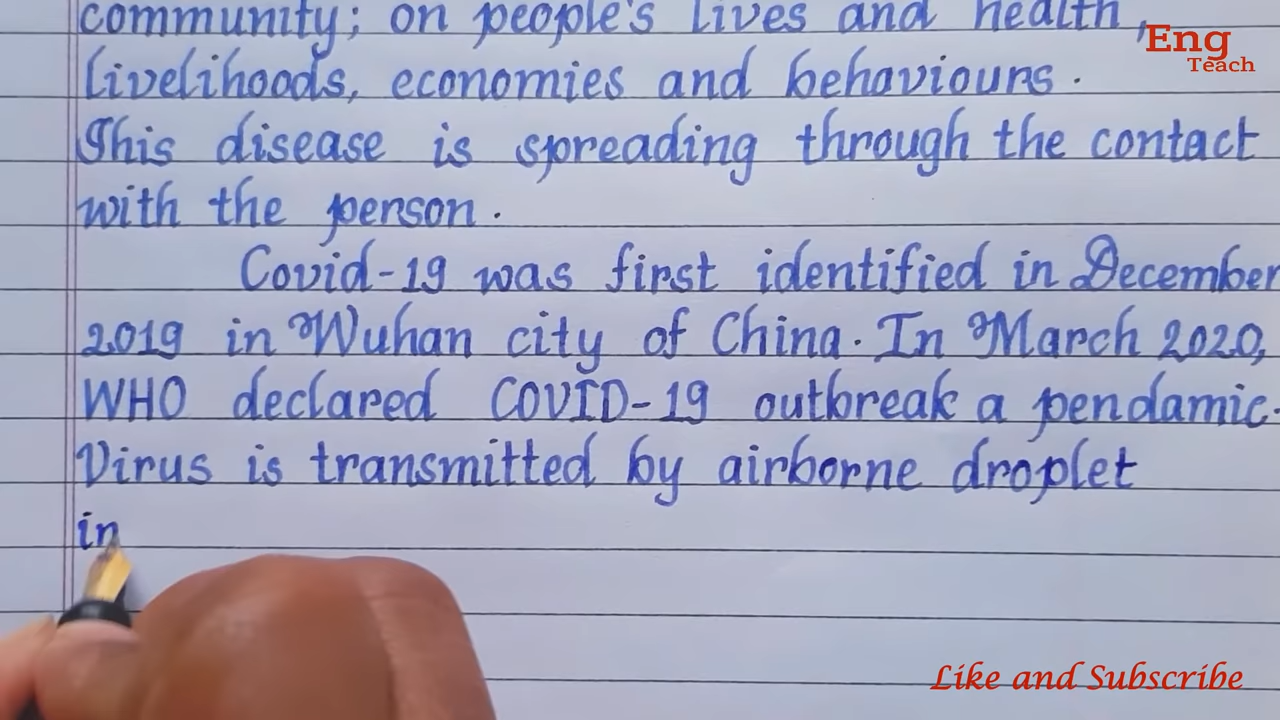 community; on people's lives and health,
Eng
Teach
livelihoods, economies and behaviours.
This disease is spreading through the contact
with the person.
Covid-19 was first identified in December
2019 in Wuhan city of China. In March 2020,
WHO declared COVID-19 outbreak a pendamic.
Virus is transmitted by airborne droplet
in
Like and Subscribe